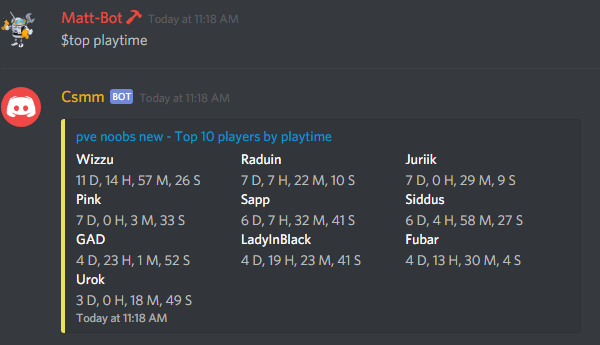 Matt-Bot Today at 11:18 AM
$top playtime
Csmm BOT Today at 11:18 AM
pve noobs new - Top 10 players by playtime
Wizzu Raduin Juriik
11 D, 14 H, 57 M, 26 S 7 D, 7 H, 22 M, 10 S 7 D, 0 H, 29 M, 9 S
Pink Sapp Siddus
7 D, 0 H, 3 M, 33 S 6 D, 7 H, 32 M, 41 S 6 D, 4 H, 58 M, 27 S
GAD LadyInBlack Fubar
4 D, 23 H, 1 M, 52 S 4 D, 19 H, 23 M, 41 S 4 D, 13 H, 30 M, 4 S
Urok
3 D, 0 H, 18 M, 49 S
Today at 11:18 AM